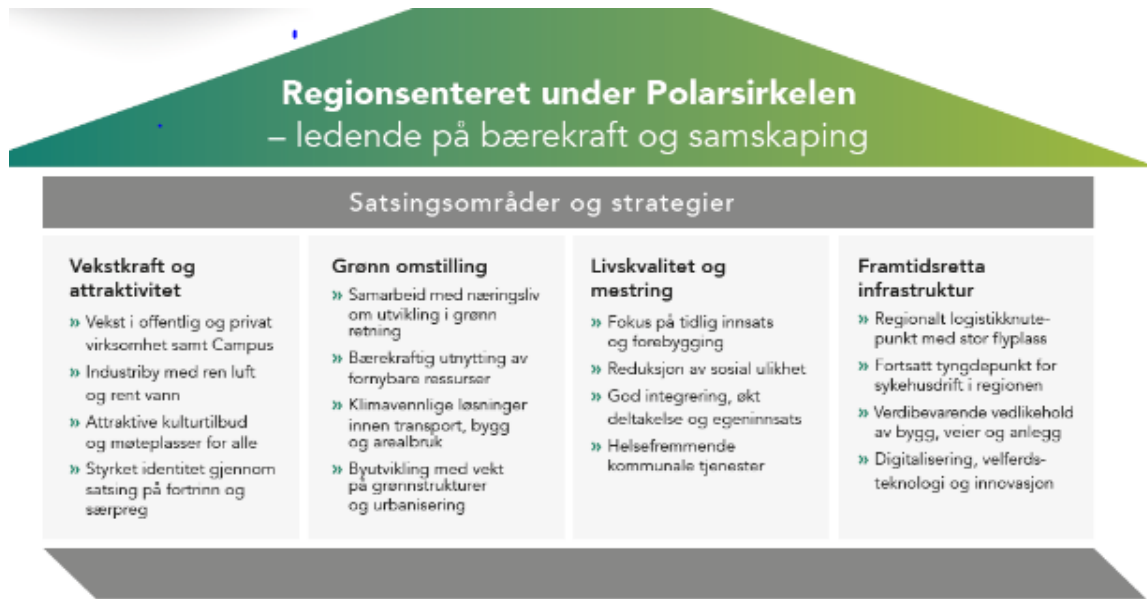 Regionsenteret under Polarsirkelen
– ledende på bærekraft og samskaping
Satsingsområder og strategier
Vekstkraft og
attraktivitet
» Vekst i offentlig og privat
virksomhet samt Campus
» Industriby med ren luft
og rent vann
» Attraktive kulturtilbud
og møteplasser for alle
» Styrket identitet gjennom
satsing på fortrinn og
særpreg
Grønn omstilling
» Samarbeid med næringsliv
om utvikling i grønn
retning
» Bærekraftig utnytting av
fornybare ressurser
» Klimavennlige løsninger
innen transport, bygg
og arealbruk
» Byutvikling med vekt
på grønnstrukturer
og urbanisering
Livskvalitet og
mestring
» Fokus på tidlig innsats
og forebygging
» Reduksjon av sosial ulikhet
» God integrering, økt
deltakelse og egeninnsats
» Helsefremmende
kommunale tjenester
Framtidsretta
infrastruktur
» Regionalt logistikknute-
punkt med stor flyplass
» Fortsatt tyngdepunkt for
sykehusdrift i regionen
» Verdibevarende vedlikehold
av bygg, veier og anlegg
» Digitalisering, velferds-
teknologi og innovasjon